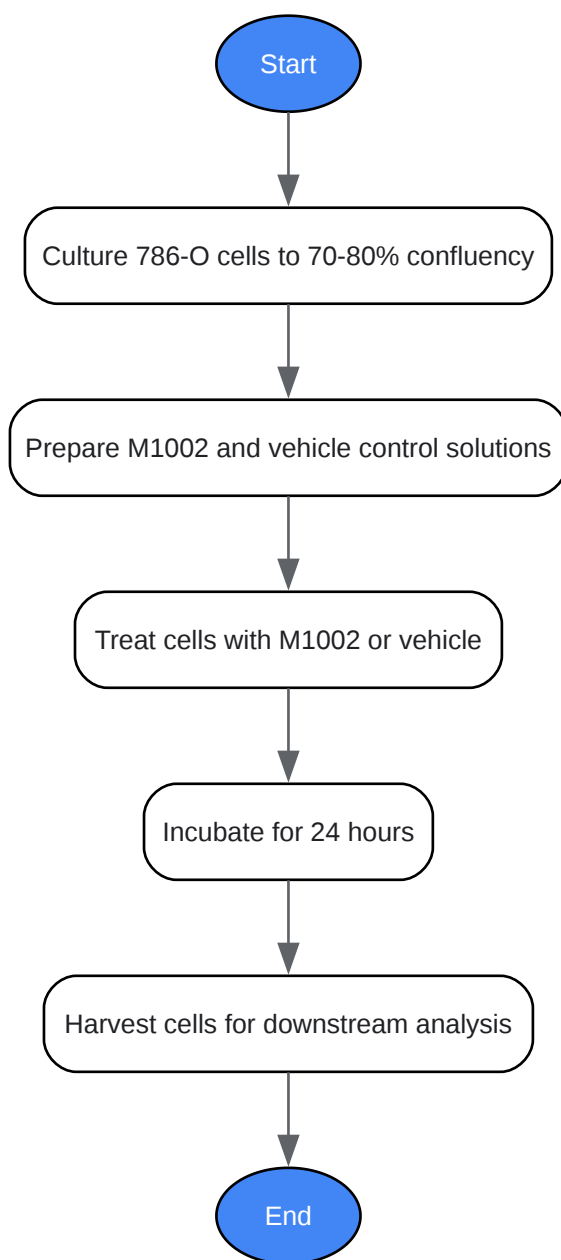 Start
Culture 786-O cells to 70-80% confluency
Prepare M1002 and vehicle control solutions
Treat cells with M1002 or vehicle
Incubate for 24 hours
Harvest cells for downstream analysis
End